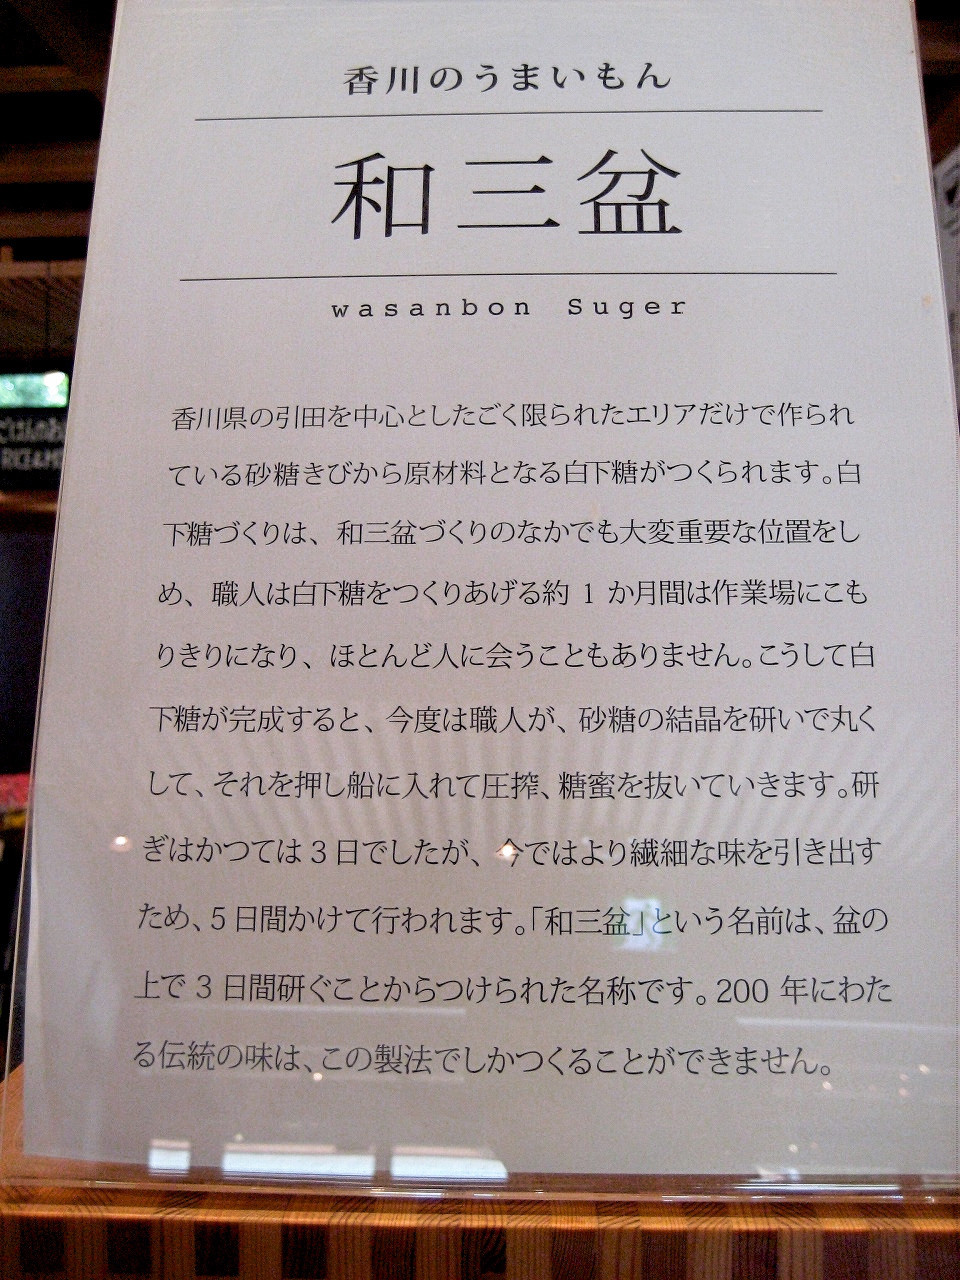 香川のうまいもん
和三盆
wasanbon Suger
香川県の引田を中心としたごく限られたエリアだけで作られ
ている砂糖きびから原材料となる白下糖がつくられます。白
下糖づくりは、和三盆づくりのなかでも大変重要な位置をし
め、職人は白下糖をつくりあげる約 1 か月間は作業場にこも
りきりになり、ほとんど人に会うこともありません。こうして白
下糖が完成すると、今度は職人が、砂糖の結晶を研いで丸く
して、それを押し船に入れて圧搾、糖蜜を抜いていきます。研
ぎはかつては3日でしたが、今ではより繊細な味を引き出す
ため、5日間かけて行われます。「和三盆」という名前は、盆の
上で 3 日間研ぐことからつけられた名称です。200 年にわた
る伝統の味は、この製法でしかつくることができません。